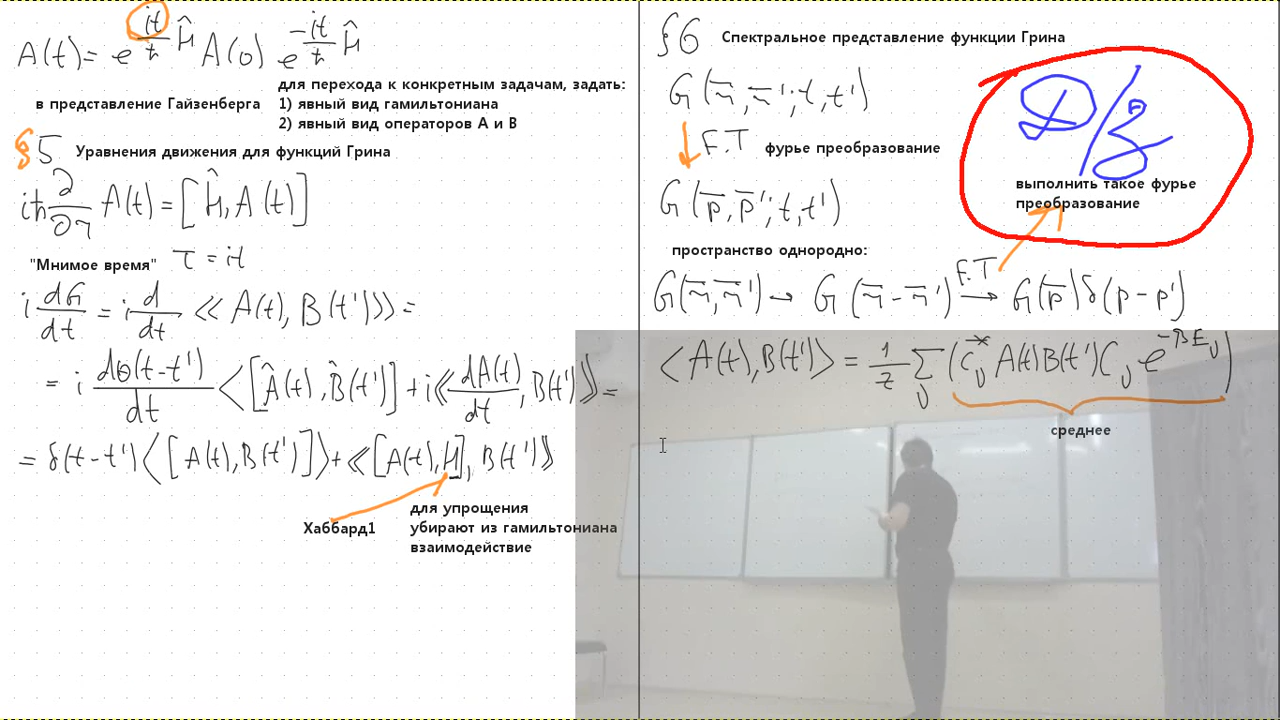 A(t) = e^{\frac{it}{ħ} Ĥ} A(0) e^{\frac{-it}{ħ} Ĥ}
в представление Гайзенберга
для перехода к конкретным задачам, задать:
1) явный вид гамильтониана
2) явный вид операторов А и В
§5 Уравнения движения для функций Грина
iħ ∂/∂τ A(t) = [Ĥ, A(t)]
"Мнимое время" τ = it
i dG/dt = i d/dt ≪ A(t), B(t') ≫ =
= i dθ(t-t')/dt ⟨[Â(t), B̂(t')]⟩ + i≪ dA(t)/dt, B(t') ≫ =
= δ(t-t')⟨[A(t), B(t')]⟩ + ≪[A(t), H], B(t')≫
Хаббард1
для упрощения
убирают из гамильтониана
взаимодействие
§6 Спектральное представление функции Грина
G(r̄, r̄'; t, t')
F.T фурье преобразование
G(p̄, p̄'; t, t')
Д/З
выполнить такое фурье
преобразование
пространство однородно:
G(r̄, r̄') → G(r̄ - r̄') F.T → G(p̄)δ(p - p')
⟨A(t), B(t')⟩ = 1/z ∑_ν (C_ν^* A(t)B(t')C_ν e^{-βE_ν})
среднее